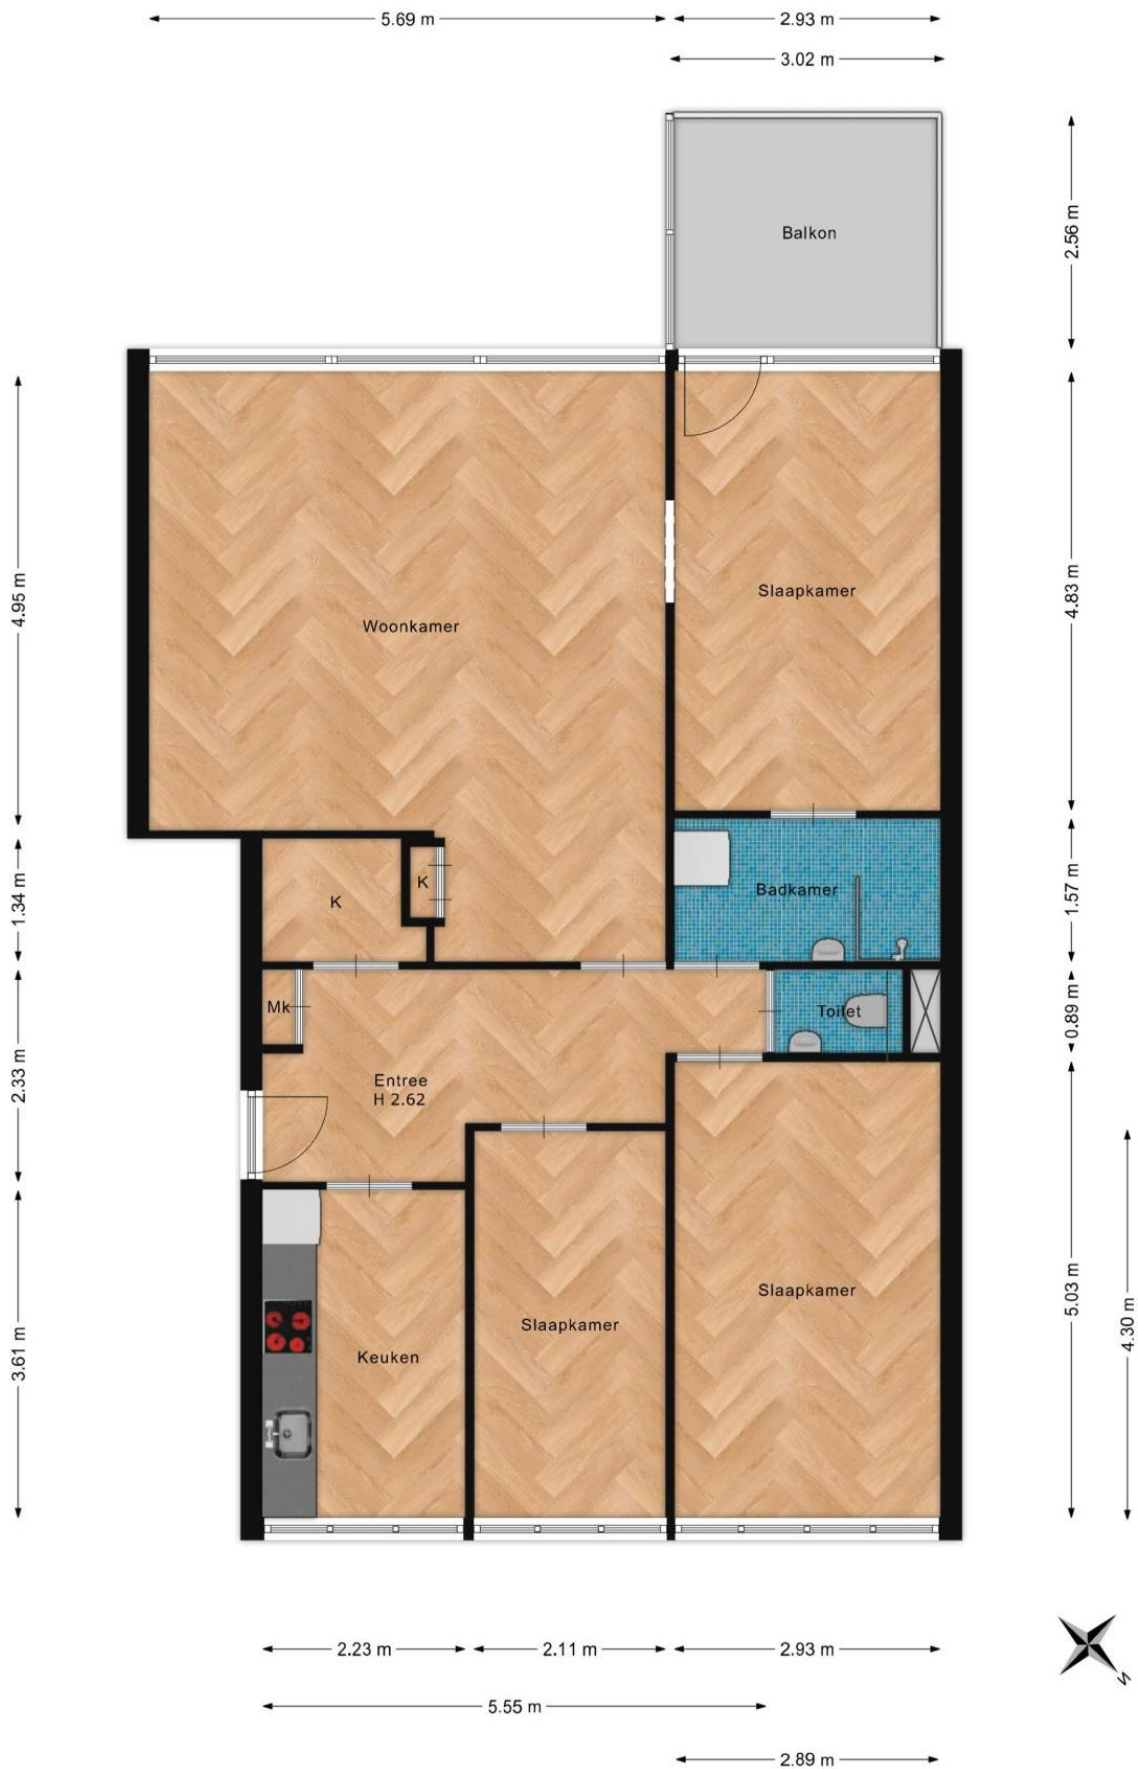 5.69 m
2.93 m
3.02 m
2.56 m
Balkon
4.95 m
4.83 m
Woonkamer
Slaapkamer
1.34 m
1.57 m
K
K
Badkamer
2.33 m
0.89 m
Mk
Toilet
Entree
H 2.62
3.61 m
5.03 m
4.30 m
Keuken
Slaapkamer
Slaapkamer
2.23 m
2.11 m
2.93 m
5.55 m
2.89 m
N